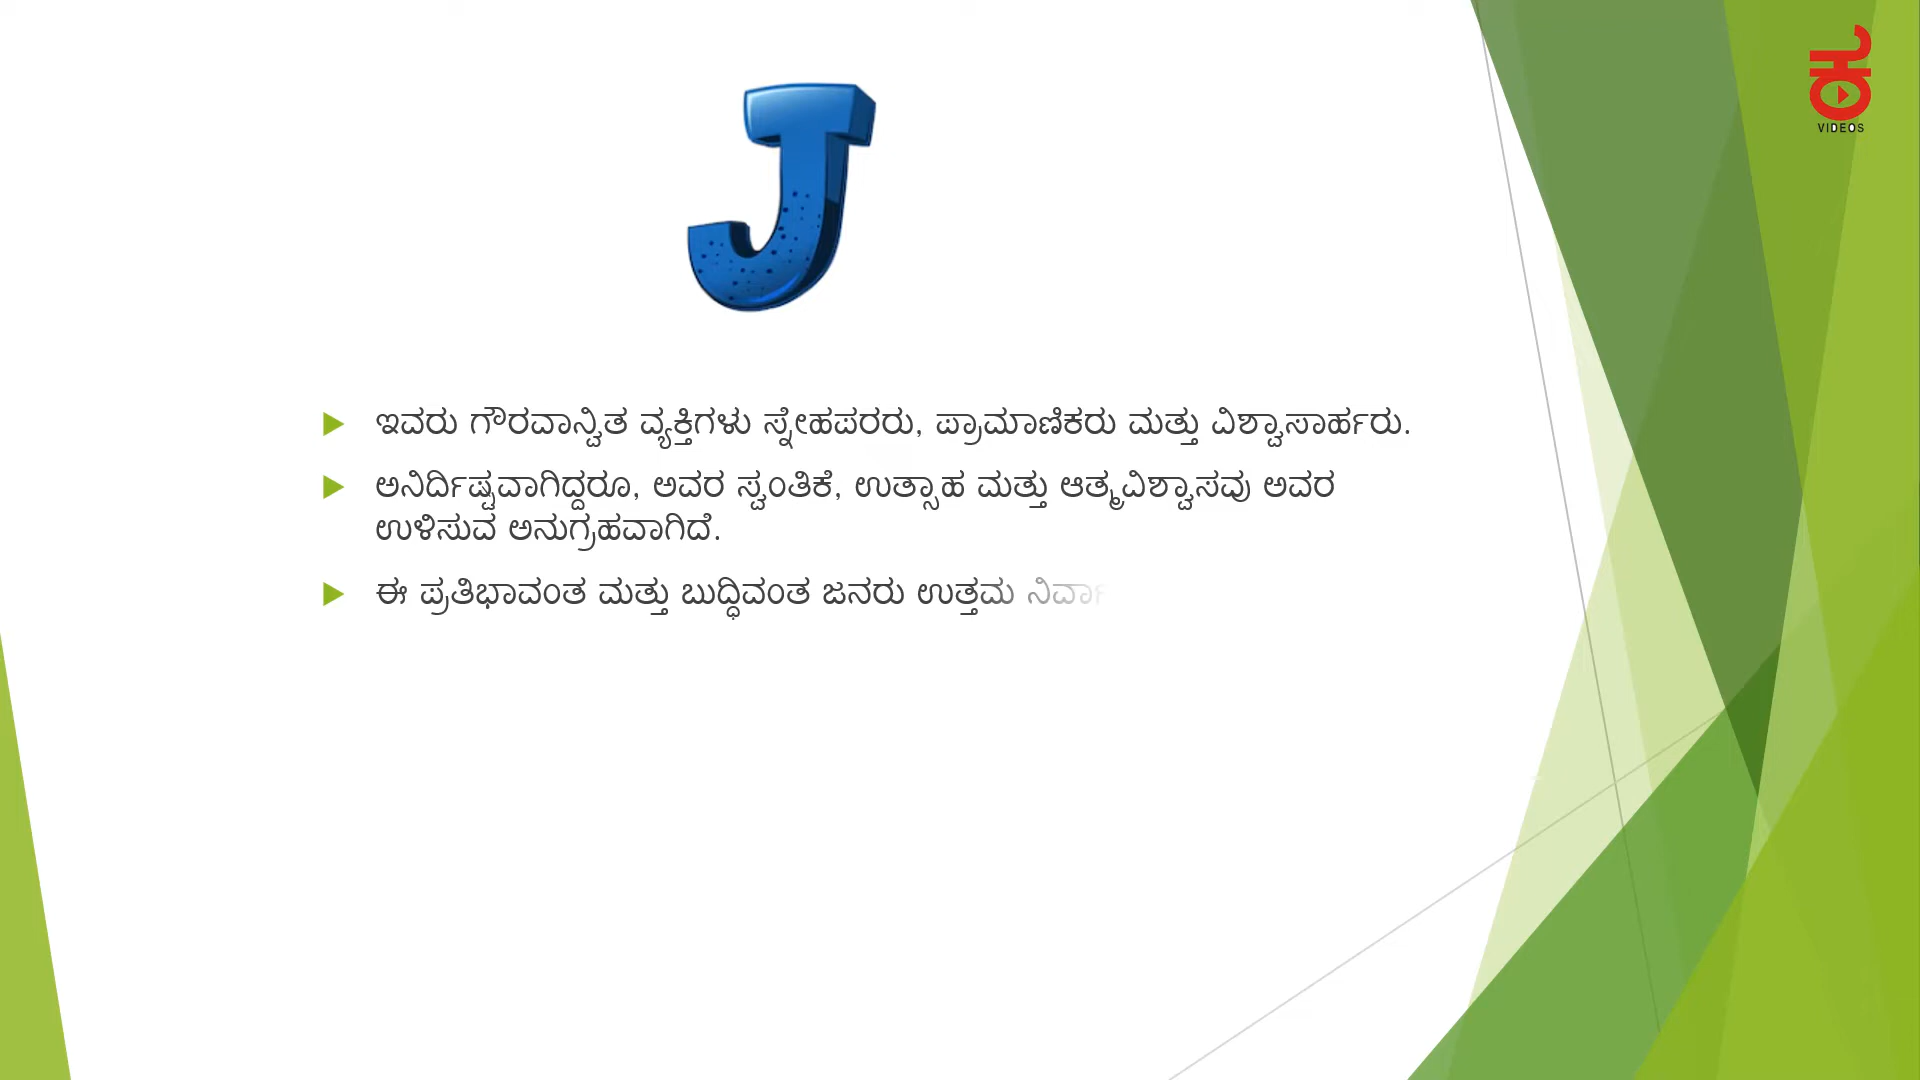 VIDEOS
J
ಇವರು ಗೌರವಾನ್ವಿತ ವ್ಯಕ್ತಿಗಳು ಸ್ನೇಹಪರರು, ಪ್ರಾಮಾಣಿಕರು ಮತ್ತು ವಿಶ್ವಾಸಾರ್ಹರು.
ಅನಿರ್ದಿಷ್ಟವಾಗಿದ್ದರೂ, ಅವರ ಸ್ವಂತಿಕೆ, ಉತ್ಸಾಹ ಮತ್ತು ಆತ್ಮವಿಶ್ವಾಸವು ಅವರ
ಉಳಿಸುವ ಅನುಗ್ರಹವಾಗಿದೆ.
ಈ ಪ್ರತಿಭಾವಂತ ಮತ್ತು ಬುದ್ಧಿವಂತ ಜನರು ಉತ್ತಮ